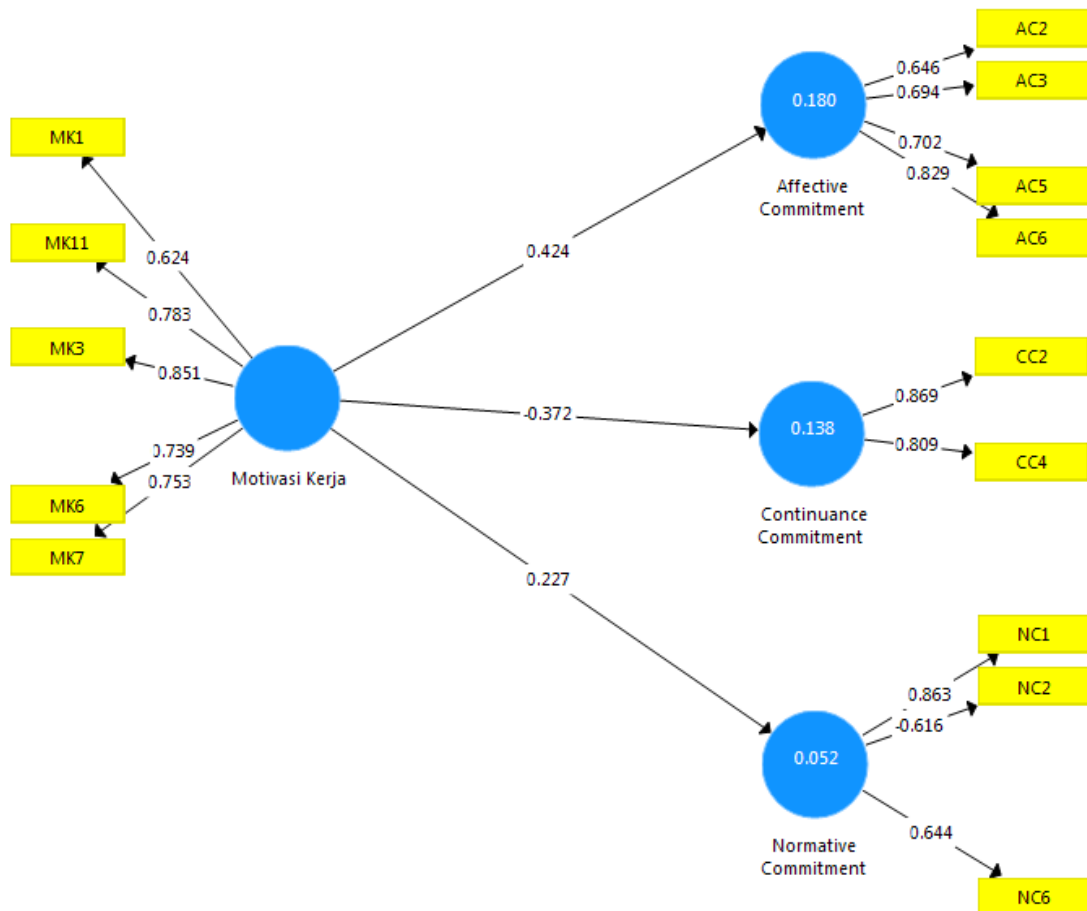 AC2
0.646
AC3
0.694
0.180
MK1
0.702
0.829
AC5
Affective
Commitment
AC6
MK11
0.624
0.424
0.783
MK3
0.851
CC2
0.869
-0.372
0.138
0.809
0.739
CC4
0.753
Motivasi Kerja
MK6
Continuance
Commitment
MK7
0.227
NC1
0.863
NC2
-0.616
0.052
0.644
Normative
Commitment
NC6